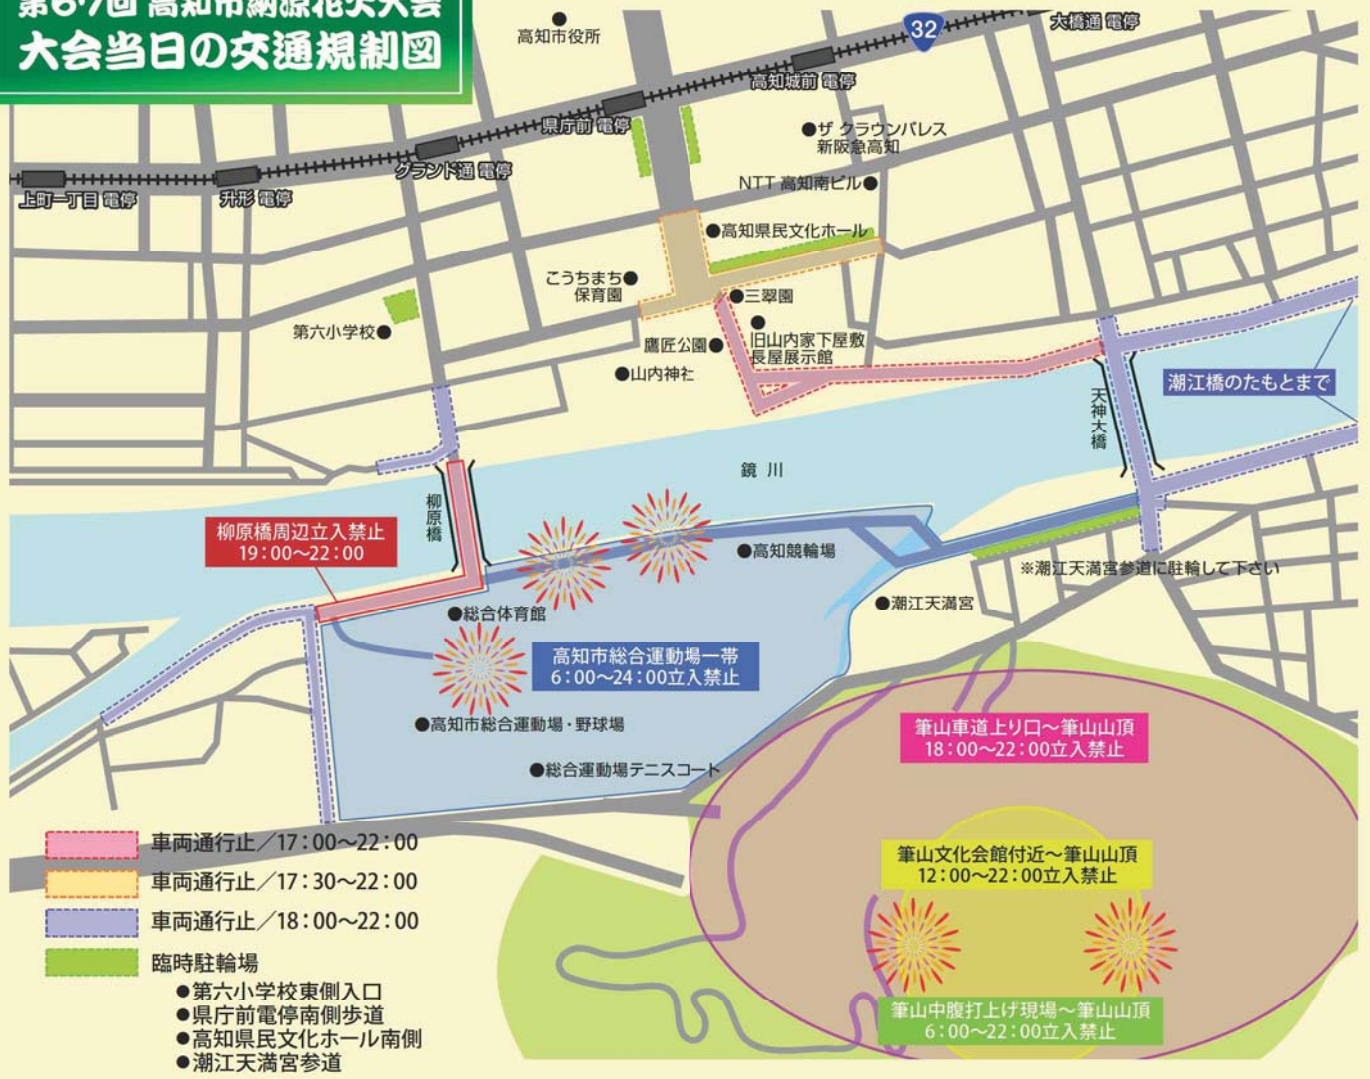 第67回 高知市納涼花火大会
大会当日の交通規制図
高知市役所
32
大橋通 電停
高知城前 電停
県庁前 電停
グランド通 電停
升形 電停
上町一丁目 電停
ザ クラウンパレス
新阪急高知
NTT 高知南ビル
高知県民文化ホール
こうちまち
保育園
三翠園
第六小学校
鷹匠公園
旧山内家下屋敷
長屋展示館
山内神社
潮江橋のたもとまで
天神大橋
鏡川
柳原橋
柳原橋周辺立入禁止
19：00～22：00
高知競輪場
※潮江天満宮参道に駐輪して下さい
潮江天満宮
総合体育館
高知市総合運動場一帯
6：00～24：00立入禁止
高知市総合運動場・野球場
総合運動場テニスコート
筆山車道上り口～筆山山頂
18：00～22：00立入禁止
筆山文化会館付近～筆山山頂
12：00～22：00立入禁止
筆山中腹打上げ現場～筆山山頂
6：00～22：00立入禁止
車両通行止／17：00～22：00
車両通行止／17：30～22：00
車両通行止／18：00～22：00
臨時駐輪場
●第六小学校東側入口
●県庁前電停南側歩道
●高知県民文化ホール南側
●潮江天満宮参道